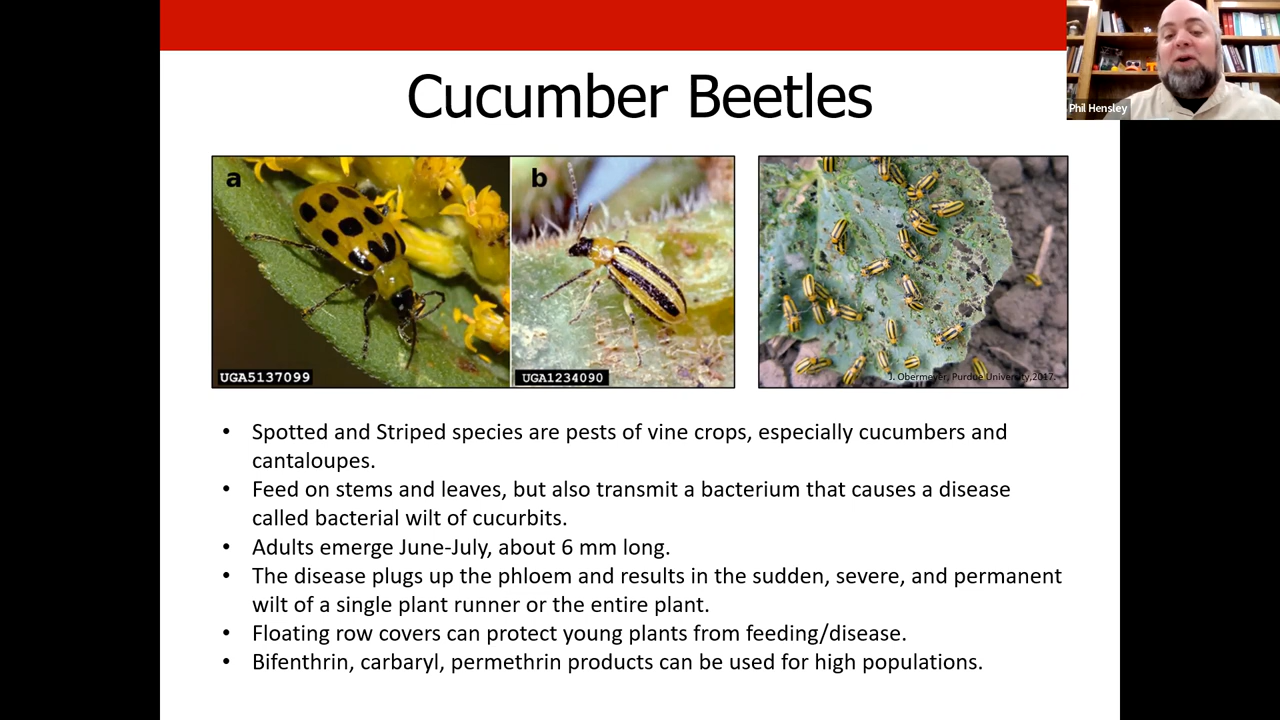 Cucumber Beetles
Phil Hensley
a
b
UGA5137099
UGA1234090
J. Obermeyer, Purdue University,2017.
• Spotted and Striped species are pests of vine crops, especially cucumbers and
cantaloupes.
• Feed on stems and leaves, but also transmit a bacterium that causes a disease
called bacterial wilt of cucurbits.
• Adults emerge June-July, about 6 mm long.
• The disease plugs up the phloem and results in the sudden, severe, and permanent
wilt of a single plant runner or the entire plant.
• Floating row covers can protect young plants from feeding/disease.
• Bifenthrin, carbaryl, permethrin products can be used for high populations.